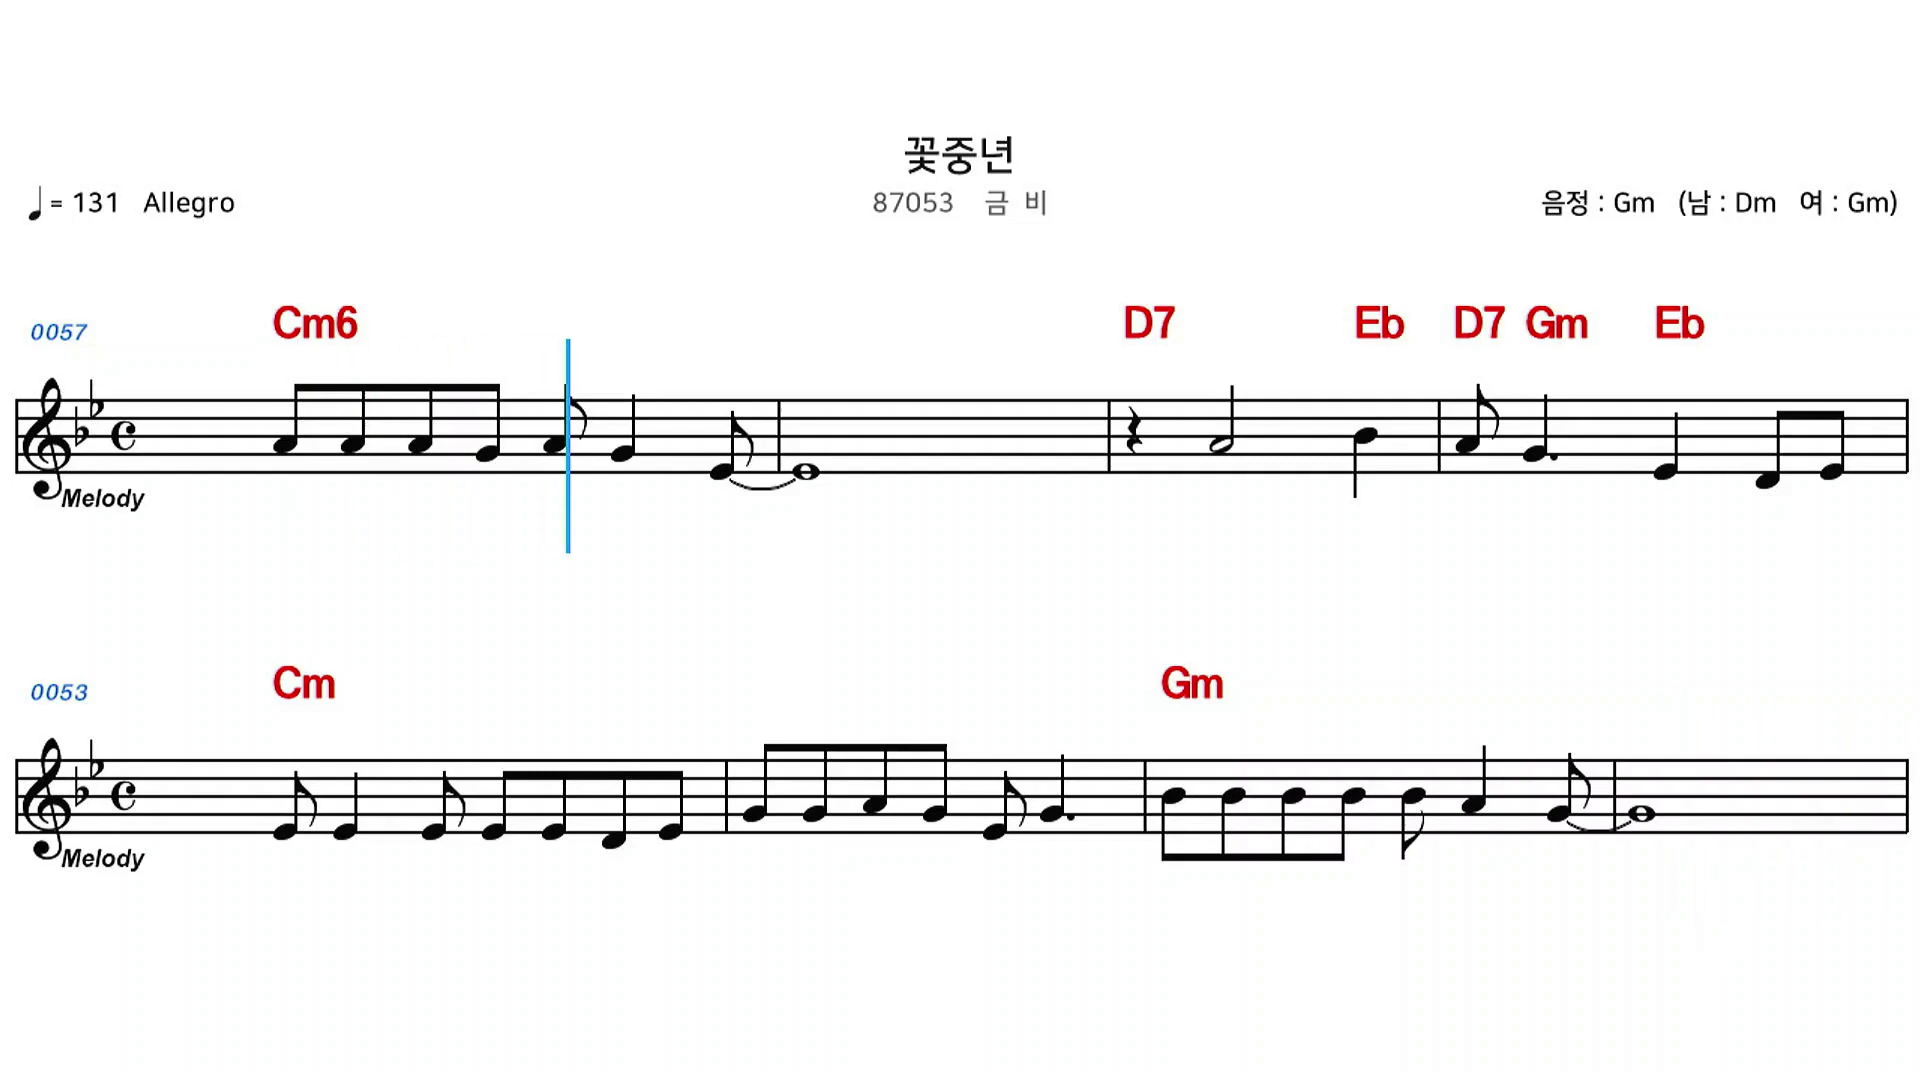 꽃중년
♩ = 131 Allegro
87053 금 비
음정 : Gm (남 : Dm 여 : Gm)
0057 Cm6 D7 Eb D7 Gm Eb
Melody
0053 Cm Gm
Melody